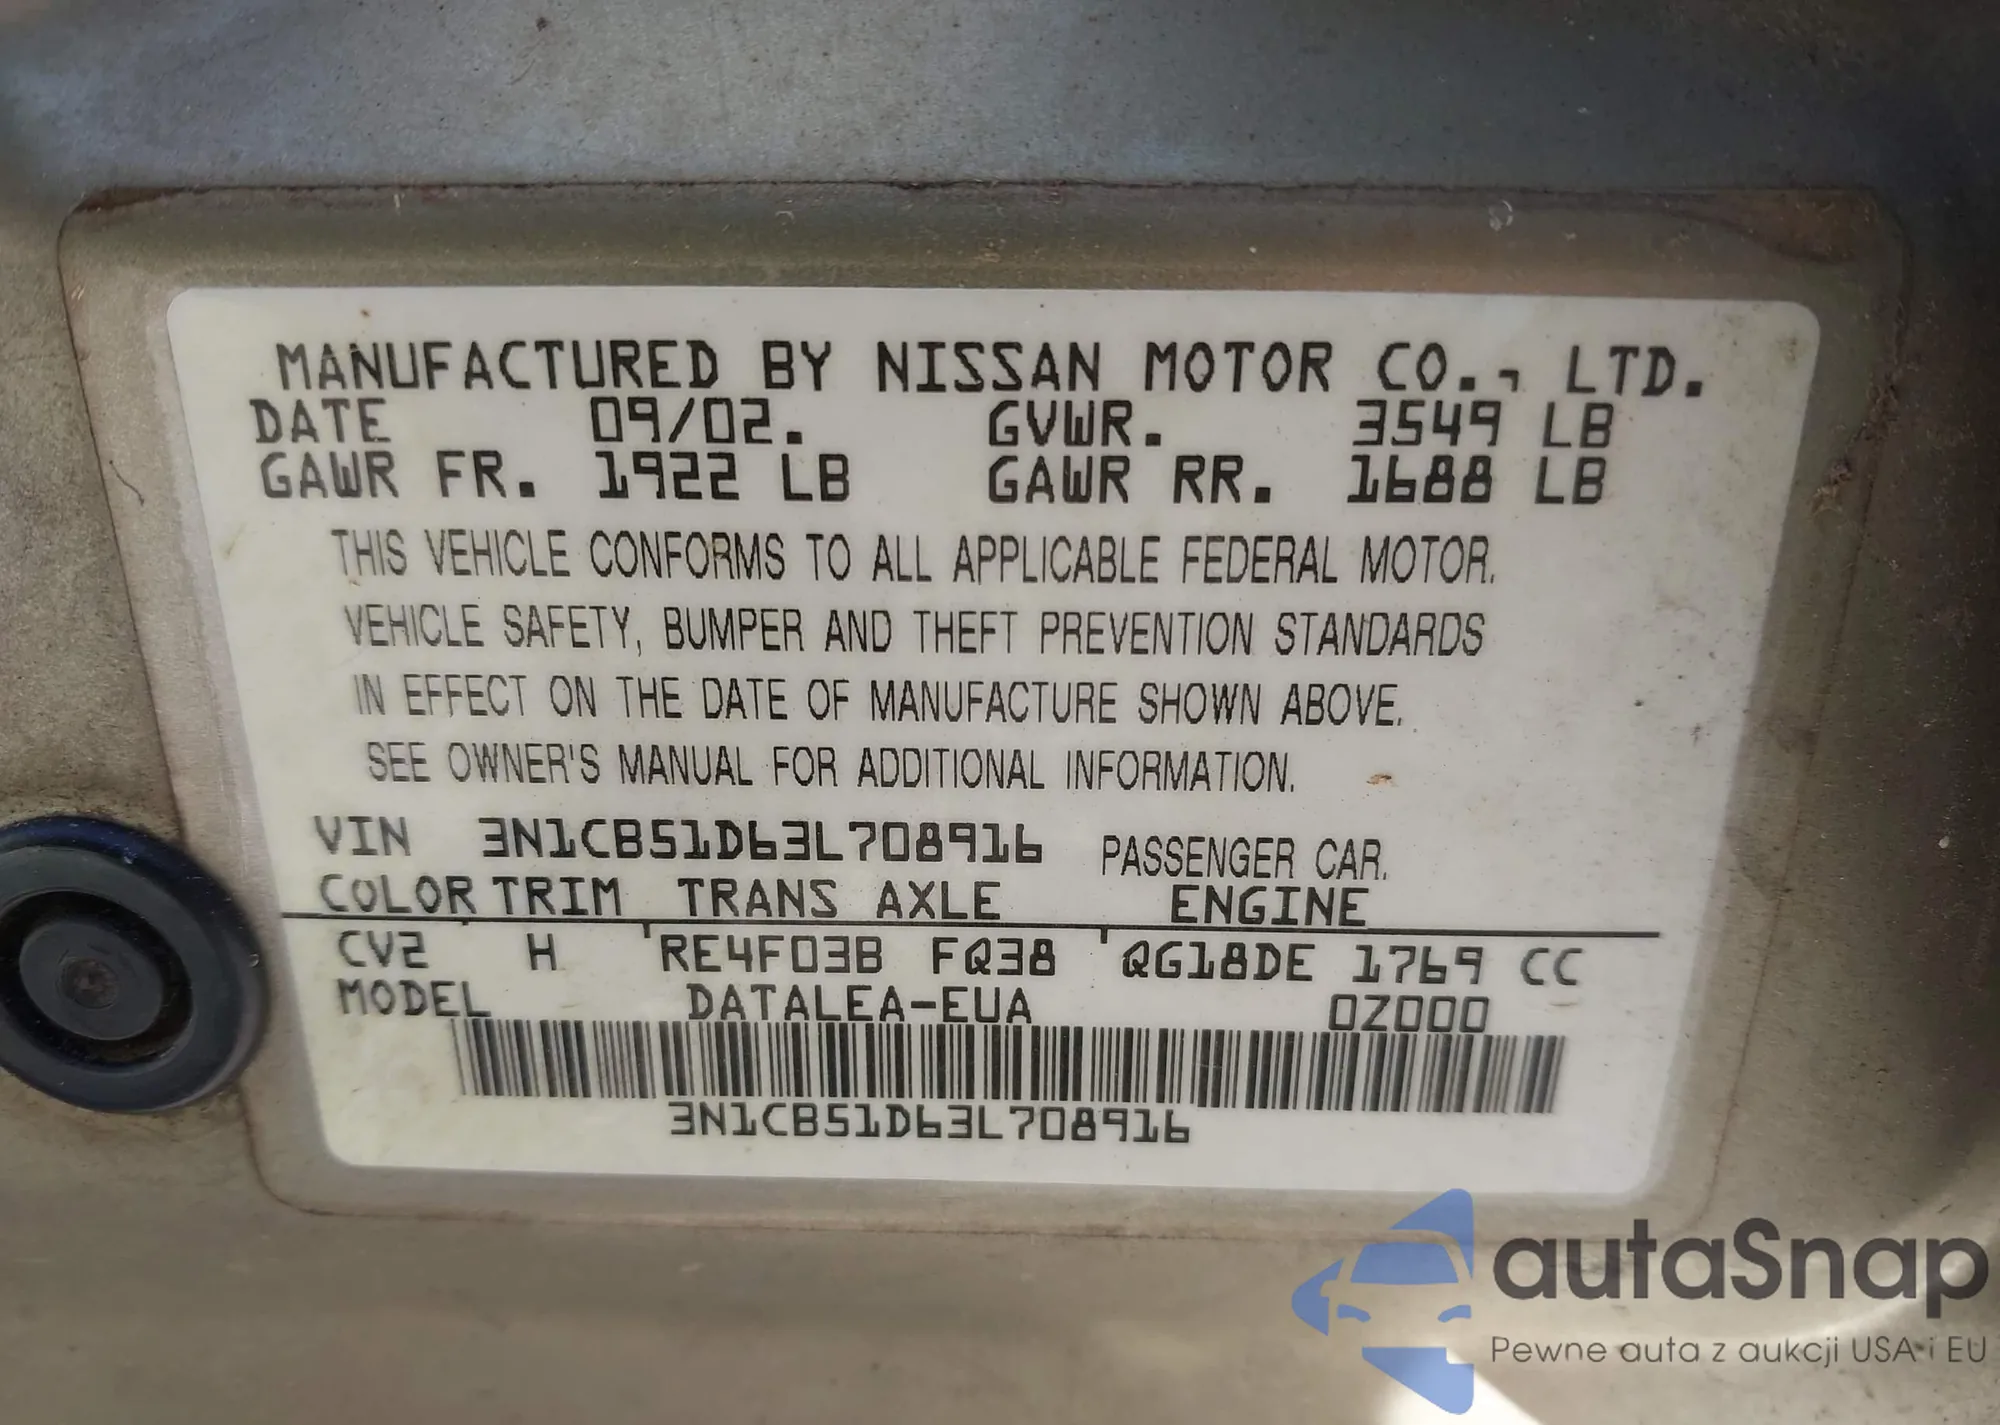 MANUFACTURED BY NISSAN MOTOR CO., LTD.
DATE 09/02. GVWR. 3549 LB
GAWR FR. 1922 LB GAWR RR. 1688 LB
THIS VEHICLE CONFORMS TO ALL APPLICABLE FEDERAL MOTOR.
VEHICLE SAFETY, BUMPER AND THEFT PREVENTION STANDARDS
IN EFFECT ON THE DATE OF MANUFACTURE SHOWN ABOVE.
SEE OWNER'S MANUAL FOR ADDITIONAL INFORMATION.
VIN 3N1CB51D63L708916 PASSENGER CAR.
COLOR TRIM TRANS AXLE ENGINE
CV2 H RE4F03B FQ38 QG18DE 1769 CC
MODEL DATALEA-EUA 0Z000
3N1CB51D63L708916
autaSnap
Pewne auta z aukcji USA i EU